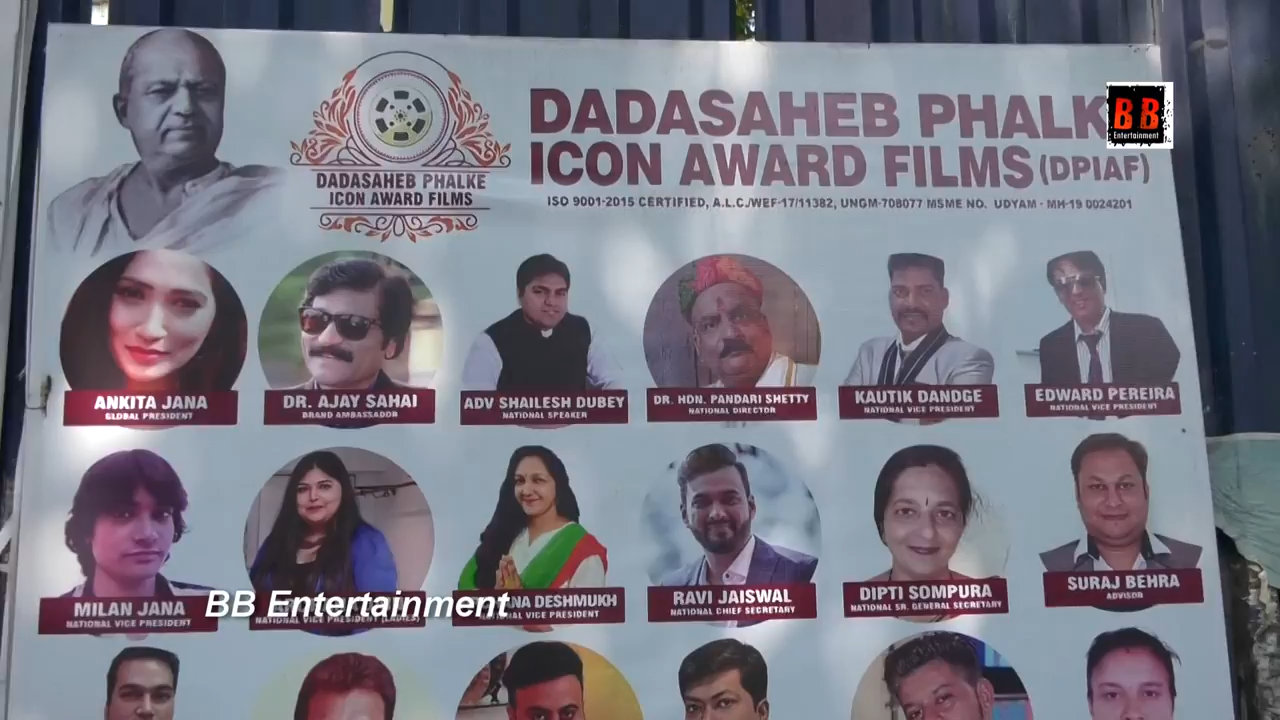 DADASAHEB PHALKE
ICON AWARD FILMS
DADASAHEB PHALK
ICON AWARD FILMS (DPIAF)
ISO 9001-2015 CERTIFIED, A.L.C./WEF-17/11382, UNGM-708077 MSME NO. UDYAM - MH-19 0024201
BB
Entertainment
ANKITA JANA
GLOBAL PRESIDENT
DR. AJAY SAHAI
BRAND AMBASSADOR
ADV SHAILESH DUBEY
NATIONAL SPEAKER
DR. HON. PANDARI SHETTY
NATIONAL DIRECTOR
KAUTIK DANDGE
NATIONAL VICE PRESIDENT
EDWARD PEREIRA
NATIONAL VICE PRESIDENT
MILAN JANA
NATIONAL VICE PRESIDENT
NATIONAL VICE PRESIDENT (LADIES)
DESHMUKH
NATIONAL VICE PRESIDENT
RAVI JAISWAL
NATIONAL CHIEF SECRETARY
DIPTI SOMPURA
NATIONAL SR. GENERAL SECRETARY
SURAJ BEHRA
ADVISOR
BB Entertainment